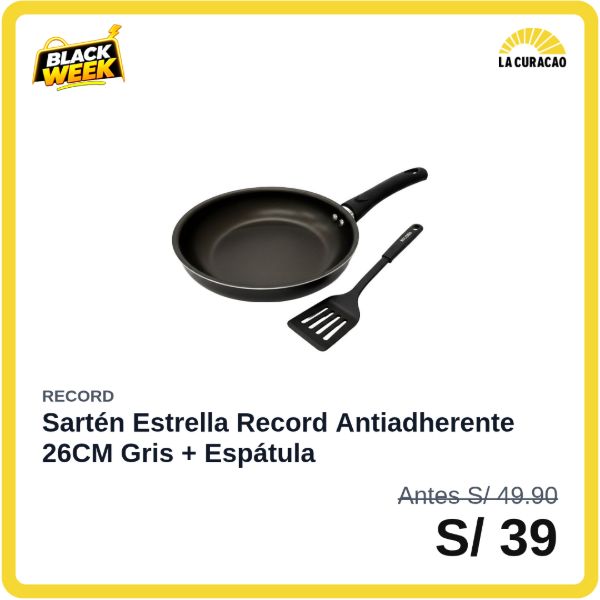 BLACK
WEEK
LA CURACAO
RECORD
Sartén Estrella Record Antiadherente
26CM Gris + Espátula
Antes S/ 49.90
S/ 39